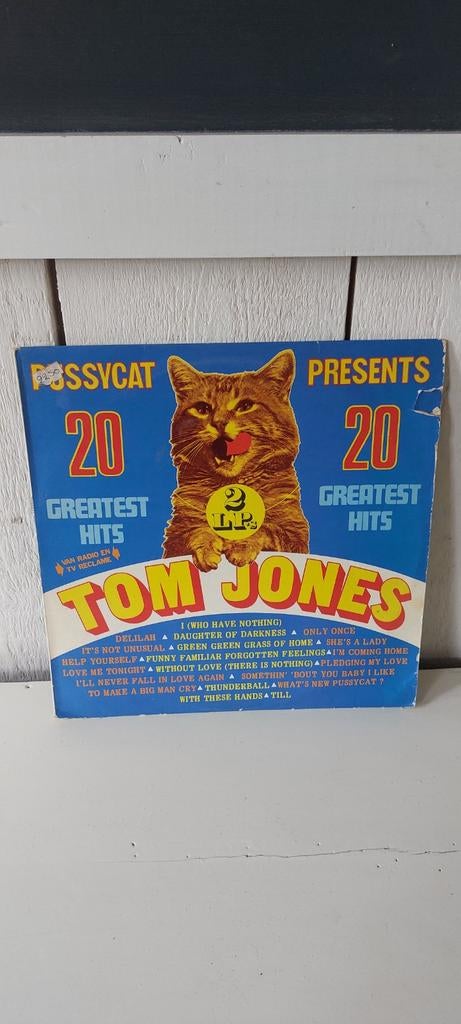 PUSSYCAT PRESENTS
20 20
GREATEST HITS
GREATEST HITS
VAN RADIO EN
TV RECLAME
2
LP's
TOM JONES
I (WHO HAVE NOTHING)
DELILAH ▲ DAUGHTER OF DARKNESS ▲ ONLY ONCE
IT'S NOT UNUSUAL ▲ GREEN GREEN GRASS OF HOME ▲ SHE'S A LADY
HELP YOURSELF ▲ FUNNY FAMILIAR FORGOTTEN FEELINGS ▲ I'M COMING HOME
LOVE ME TONIGHT ▲ WITHOUT LOVE (THERE IS NOTHING) ▲ PLEDGING MY LOVE
I'LL NEVER FALL IN LOVE AGAIN ▲ SOMETHIN' 'BOUT YOU BABY I LIKE
TO MAKE A BIG MAN CRY ▲ THUNDERBALL ▲ WHAT'S NEW PUSSYCAT ?
WITH THESE HANDS ▲ TILL